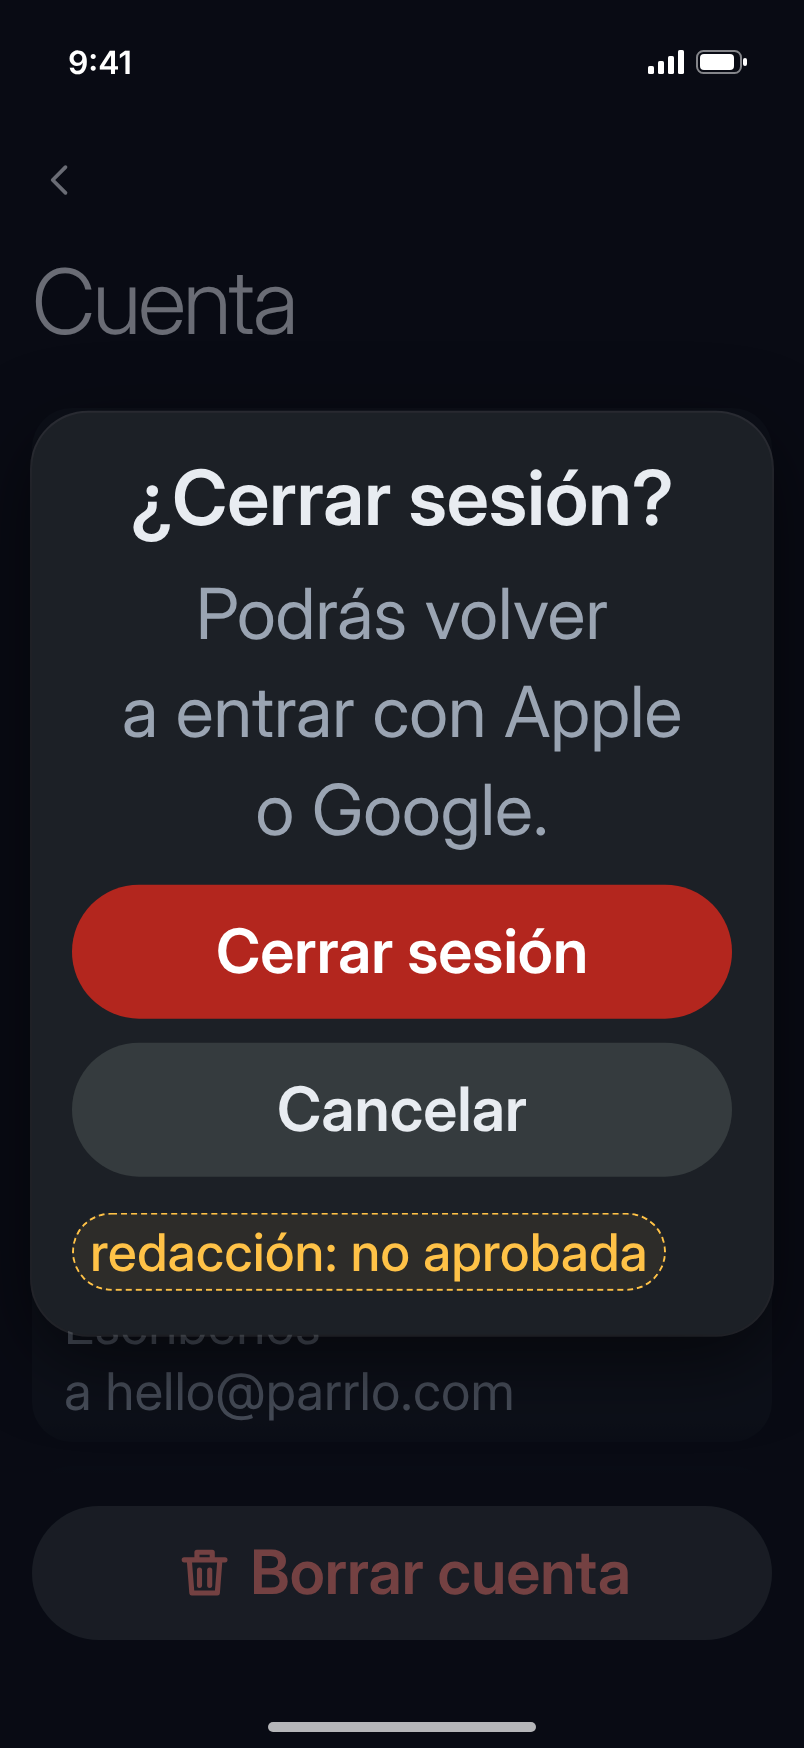 9:41
Cuenta
¿Cerrar sesión?
Podrás volver
a entrar con Apple
o Google.
Cerrar sesión
Cancelar
redacción: no aprobada
a hello@parrlo.com
Borrar cuenta